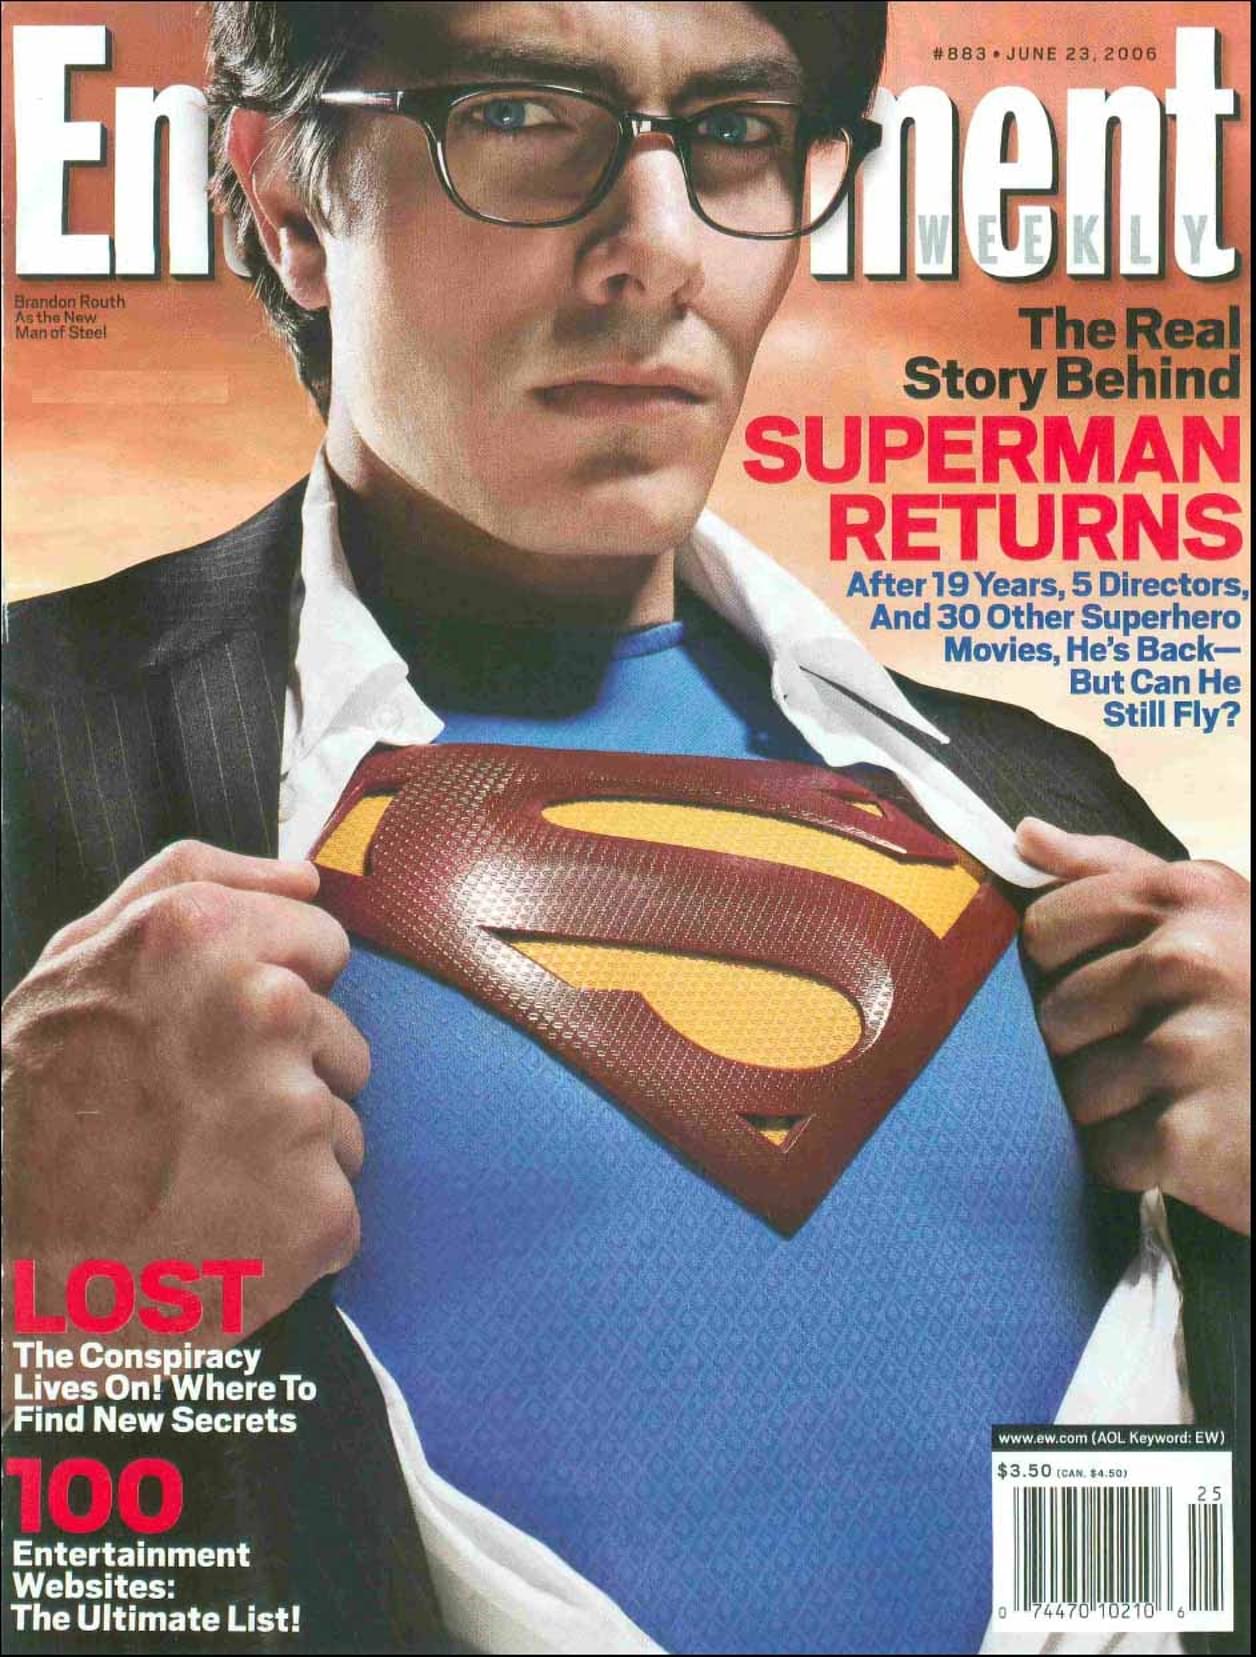 #883 • JUNE 23, 2006
En ment
WEEKLY
Brandon Routh
As the New
Man of Steel
The Real
Story Behind
SUPERMAN
RETURNS
After 19 Years, 5 Directors,
And 30 Other Superhero
Movies, He's Back—
But Can He
Still Fly?
LOST
The Conspiracy
Lives On! Where To
Find New Secrets
100
Entertainment
Websites:
The Ultimate List!
www.ew.com (AOL Keyword: EW)
$3.50 (CAN. $4.50)
25
0 74470 10210 6